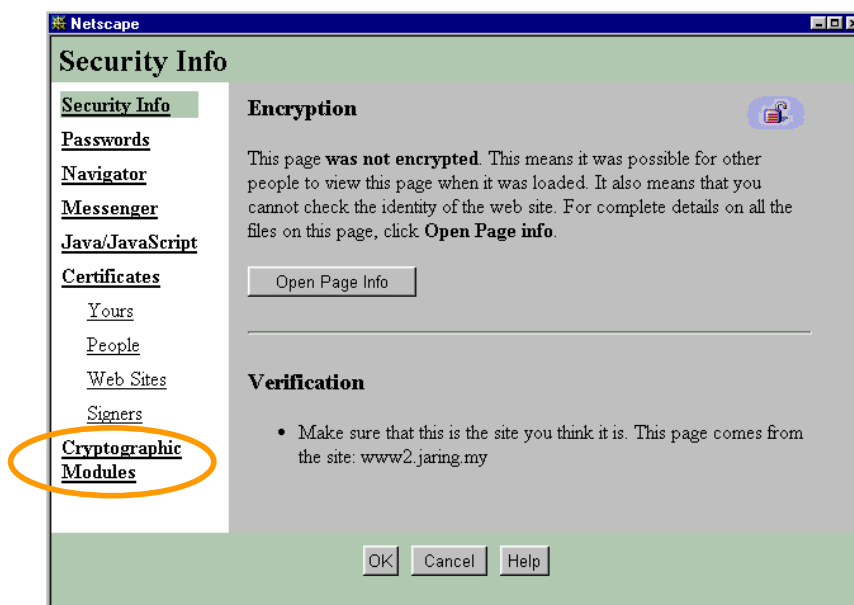 Netscape
Security Info
Security Info
Passwords
Navigator
Messenger
Java/JavaScript
Certificates
Yours
People
Web Sites
Signers
Cryptographic
Modules
Encryption
This page was not encrypted. This means it was possible for other
people to view this page when it was loaded. It also means that you
cannot check the identity of the web site. For complete details on all the
files on this page, click Open Page info.
Open Page Info
Verification
• Make sure that this is the site you think it is. This page comes from
the site: www2.jaring.my
OK Cancel Help